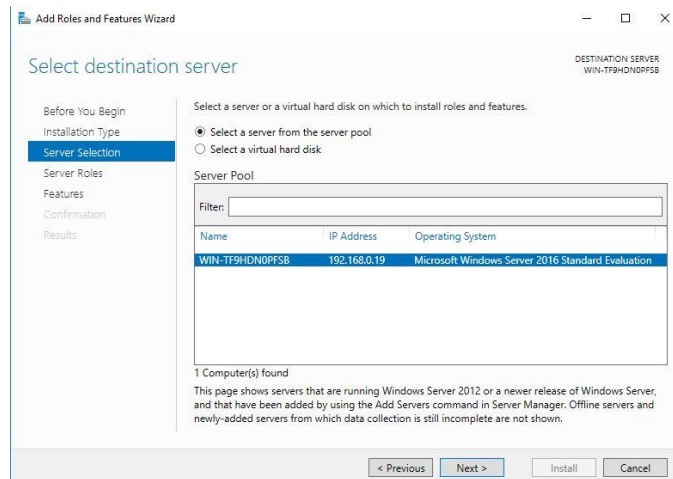 Add Roles and Features Wizard
Select destination server
DESTINATION SERVER
WIN-TF9HDN0PFSB
Before You Begin
Installation Type
Server Selection
Server Roles
Features
Confirmation
Results
Select a server or a virtual hard disk on which to install roles and features.
Select a server from the server pool
Select a virtual hard disk
Server Pool
Filter:
Name IP Address Operating System
WIN-TF9HDN0PFSB 192.168.0.19 Microsoft Windows Server 2016 Standard Evaluation
1 Computer(s) found
This page shows servers that are running Windows Server 2012 or a newer release of Windows Server,
and that have been added by using the Add Servers command in Server Manager. Offline servers and
newly-added servers from which data collection is still incomplete are not shown.
< Previous Next > Install Cancel